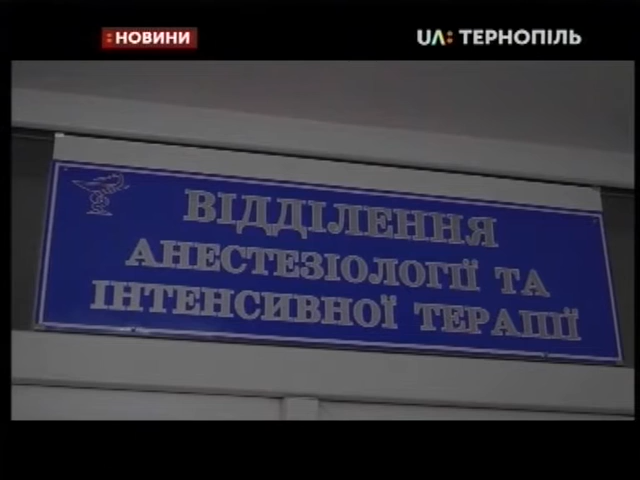 :НОВИНИ
UA: ТЕРНОПІЛЬ
ВІДДІЛЕННЯ
АНЕСТЕЗІОЛОГІЇ ТА
ІНТЕНСИВНОЇ ТЕРАПІЇ